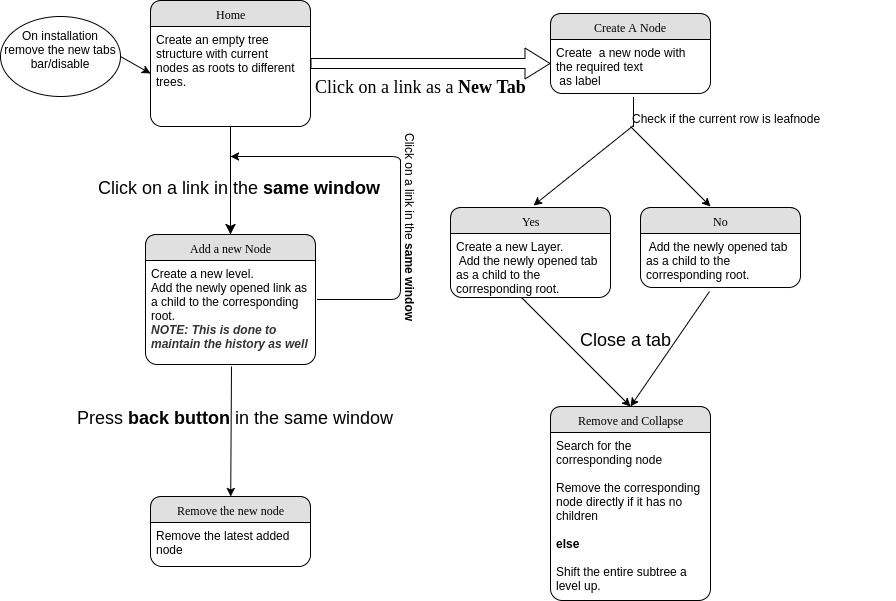 On installation
remove the new tabs
bar/disable
Home
Create an empty tree
structure with current
nodes as roots to different
trees.
Click on a link as a New Tab
Create A Node
Create  a new node with
the required text
as label
Check if the current row is leafnode
Click on a link in the same window
Click on a link in the same window
Add a new Node
Create a new level.
Add the newly opened link as
a child to the corresponding
root.
NOTE: This is done to
maintain the history as well
Yes
Create a new Layer.
Add the newly opened tab
as a child to the
corresponding root.
No
Add the newly opened tab
as a child to the
corresponding root.
Close a tab
Press back button in the same window
Remove the new node
Remove the latest added
node
Remove and Collapse
Search for the
corresponding node
Remove the corresponding
node directly if it has no
children
else
Shift the entire subtree a
level up.